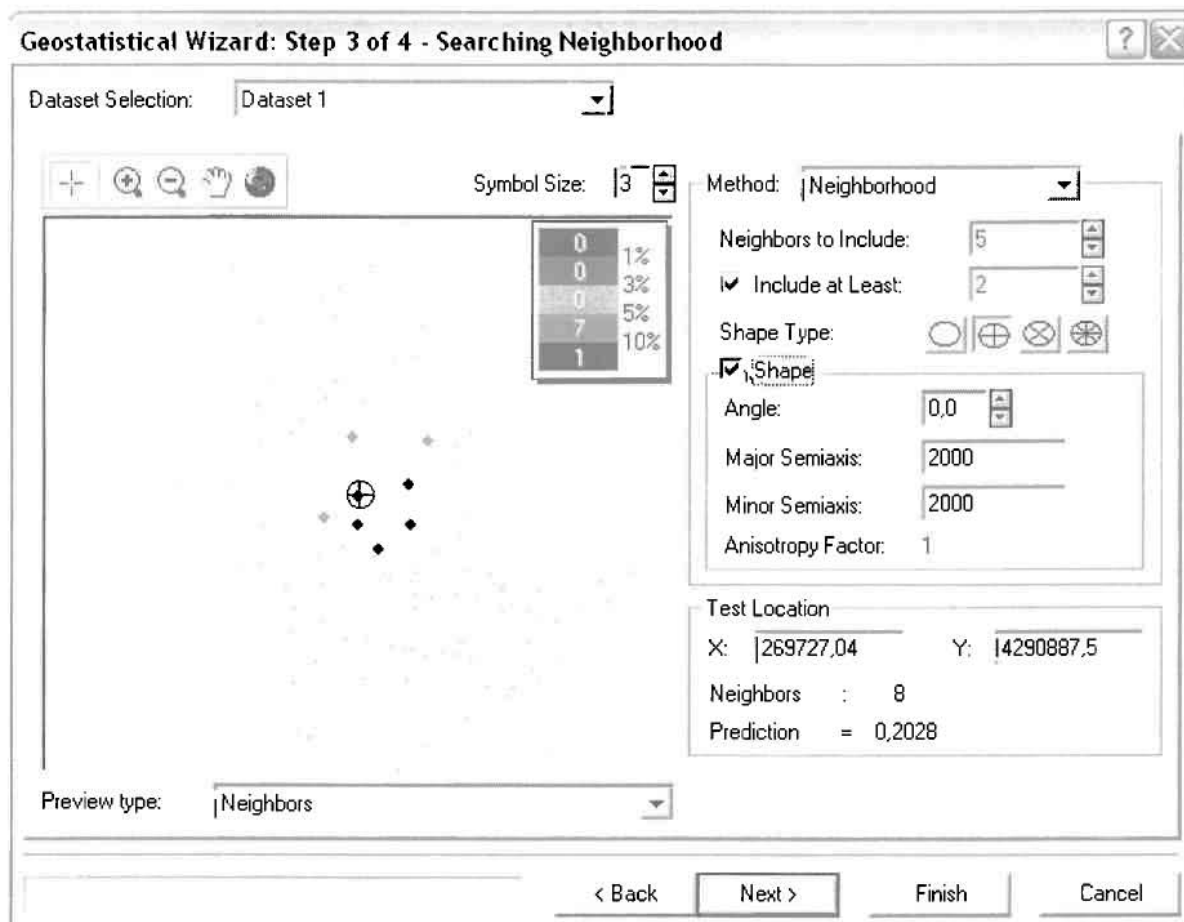 Geostatistical Wizard: Step 3 of 4 - Searching Neighborhood
Dataset Selection: Dataset 1
Symbol Size: 3
0
0
0
7
1
1%
3%
5%
10%
Preview type: Neighbors
Method: Neighborhood
Neighbors to Include: 5
Include at Least: 2
Shape Type:
Shape
Angle: 0,0
Major Semiaxis: 2000
Minor Semiaxis: 2000
Anisotropy Factor: 1
Test Location
X: 269727,04 Y: 4290887,5
Neighbors : 8
Prediction = 0,2028
< Back Next > Finish Cancel